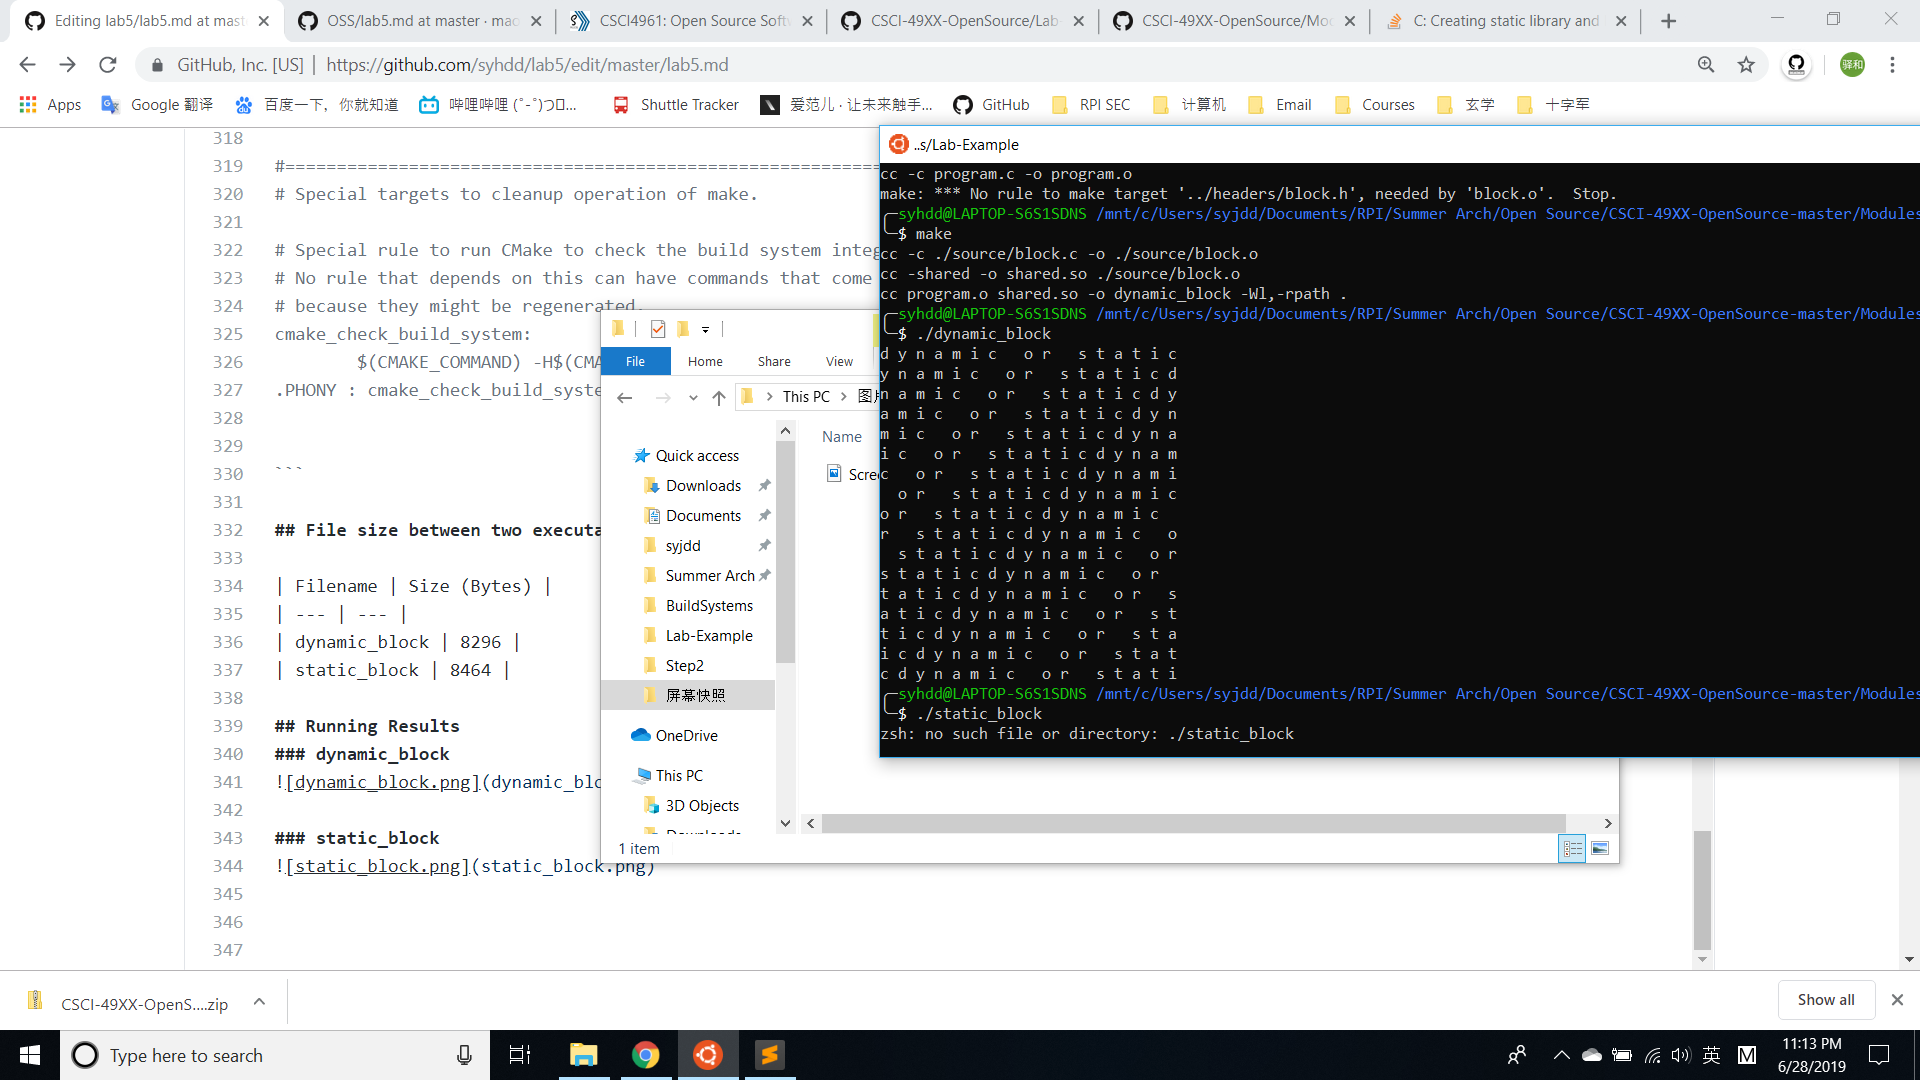 Editing lab5/lab5.md at mast
OSS/lab5.md at master · mao
CSCI4961: Open Source Soft
CSCI-49XX-OpenSource/Lab
CSCI-49XX-OpenSource/Mod
C: Creating static library and
GitHub, Inc. [US] | https://github.com/syhdd/lab5/edit/master/lab5.md
驿和
Apps
Google 翻译
百度一下，你就知道
哔哩哔哩 (゜-゜)つロ...
Shuttle Tracker
爱范儿 · 让未来触手...
GitHub
RPI SEC
计算机
Email
Courses
玄学
十字军
318
319 #==========================================================
320 # Special targets to cleanup operation of make.
321
322 # Special rule to run CMake to check the build system integ
323 # No rule that depends on this can have commands that come
324 # because they might be regenerated.
325 cmake_check_build_system:
326 $(CMAKE_COMMAND) -H$(CMA
327 .PHONY : cmake_check_build_syste
328
329
330 ```
331
332 ## File size between two executa
333
334 | Filename | Size (Bytes) |
335 | --- | --- |
336 | dynamic_block | 8296 |
337 | static_block | 8464 |
338
339 ## Running Results
340 ### dynamic_block
341 ![dynamic_block.png](dynamic_blo
342
343 ### static_block
344 ![static_block.png](static_block.png)
345
346
347
File
Home
Share
View
This PC
图片
Name
Quick access
Downloads
Documents
syjdd
Summer Arch
BuildSystems
Lab-Example
Step2
屏幕快照
OneDrive
This PC
3D Objects
Downloads
Scree
1 item
..s/Lab-Example
cc -c program.c -o program.o
make: *** No rule to make target '../headers/block.h', needed by 'block.o'.  Stop.
╭─syhdd@LAPTOP-S6S1SDNS /mnt/c/Users/syjdd/Documents/RPI/Summer Arch/Open Source/CSCI-49XX-OpenSource-master/Modules
╰─$ make
cc -c ./source/block.c -o ./source/block.o
cc -shared -o shared.so ./source/block.o
cc program.o shared.so -o dynamic_block -Wl,-rpath .
╭─syhdd@LAPTOP-S6S1SDNS /mnt/c/Users/syjdd/Documents/RPI/Summer Arch/Open Source/CSCI-49XX-OpenSource-master/Modules
╰─$ ./dynamic_block
d y n a m i c   o r   s t a t i c
y n a m i c   o r   s t a t i c d
n a m i c   o r   s t a t i c d y
a m i c   o r   s t a t i c d y n
m i c   o r   s t a t i c d y n a
i c   o r   s t a t i c d y n a m
c   o r   s t a t i c d y n a m i
  o r   s t a t i c d y n a m i c
o r   s t a t i c d y n a m i c
r   s t a t i c d y n a m i c   o
  s t a t i c d y n a m i c   o r
s t a t i c d y n a m i c   o r
t a t i c d y n a m i c   o r   s
a t i c d y n a m i c   o r   s t
t i c d y n a m i c   o r   s t a
i c d y n a m i c   o r   s t a t
c d y n a m i c   o r   s t a t i
╭─syhdd@LAPTOP-S6S1SDNS /mnt/c/Users/syjdd/Documents/RPI/Summer Arch/Open Source/CSCI-49XX-OpenSource-master/Modules
╰─$ ./static_block
zsh: no such file or directory: ./static_block
CSCI-49XX-OpenS....zip
Show all
Type here to search
英
M
11:13 PM
6/28/2019